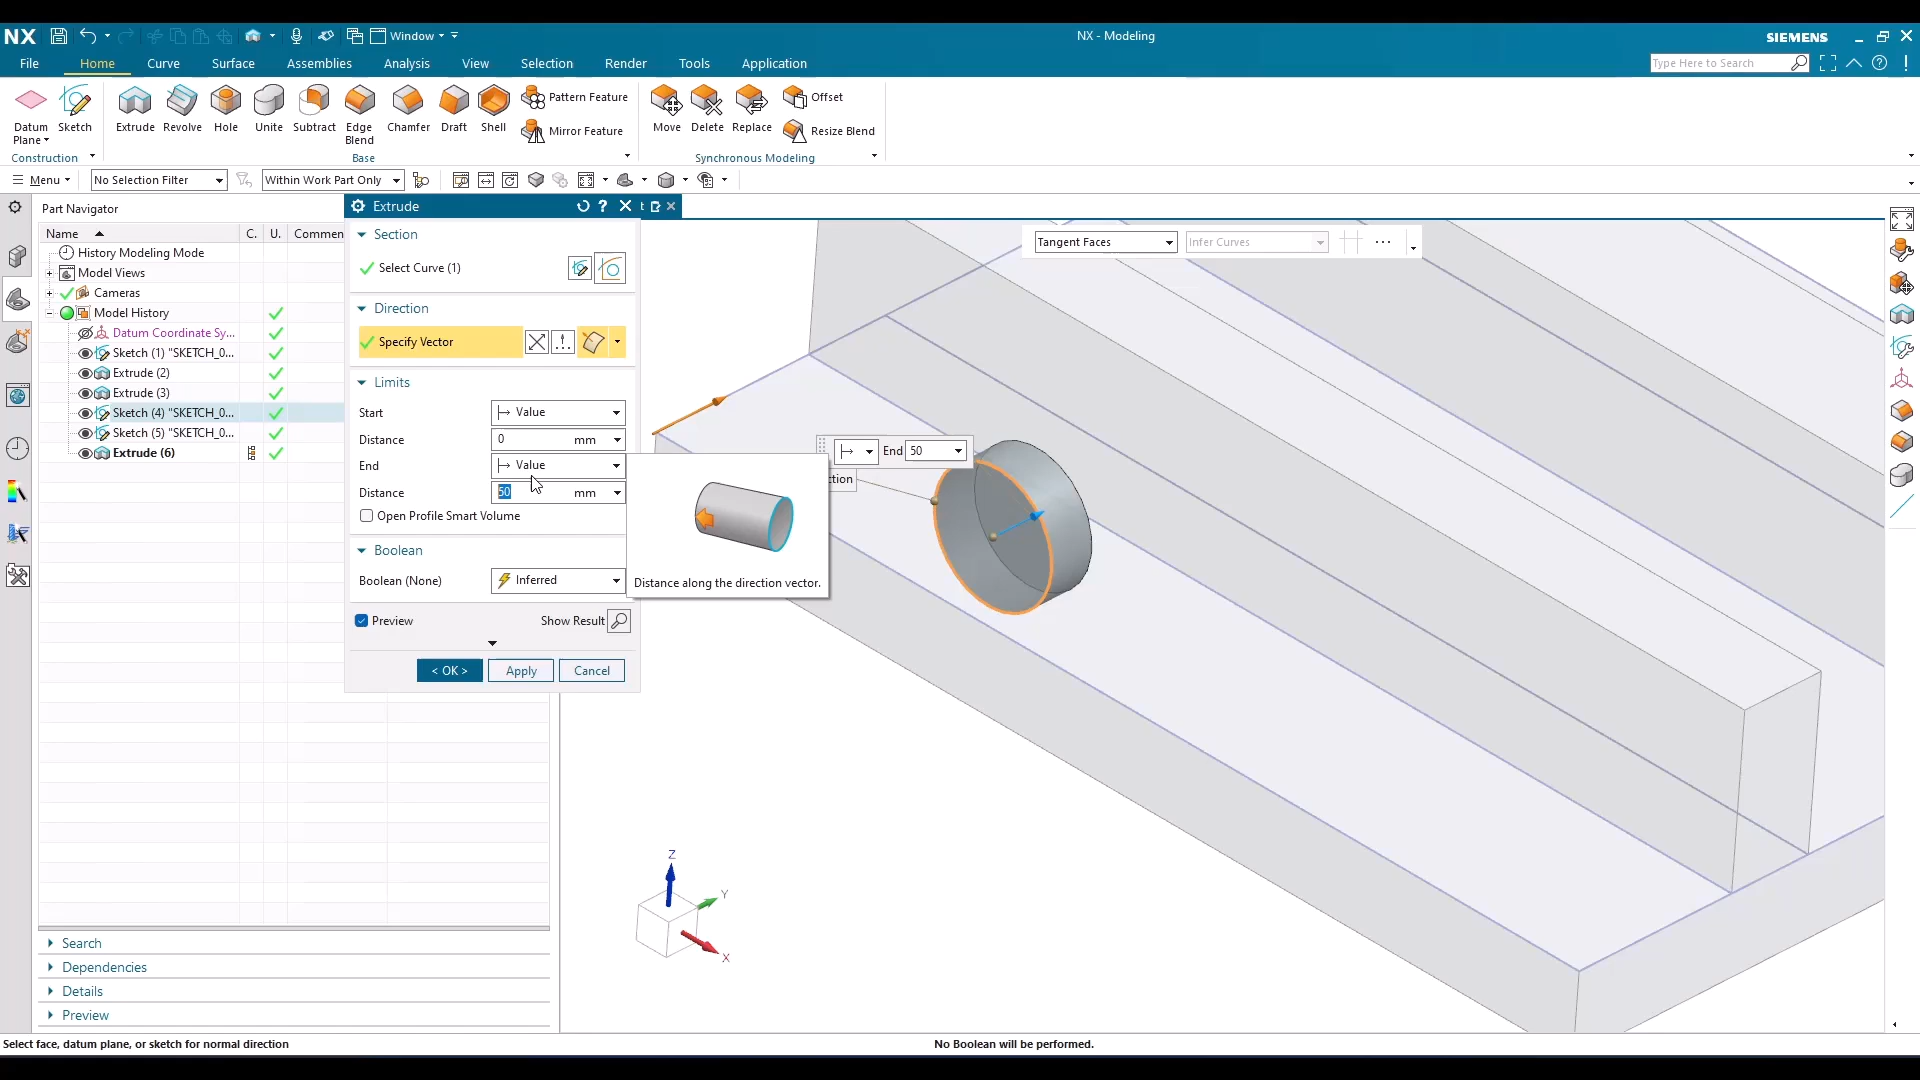 NX
Window
NX - Modeling
SIEMENS
File
Home
Curve
Surface
Assemblies
Analysis
View
Selection
Render
Tools
Application
Type Here to Search
Datum
Plane
Sketch
Extrude
Revolve
Hole
Unite
Subtract
Edge
Blend
Chamfer
Draft
Shell
Pattern Feature
Mirror Feature
Move
Delete
Replace
Offset
Resize Blend
Construction
Base
Synchronous Modeling
Menu
No Selection Filter
Within Work Part Only
Part Navigator
Name
C.
U.
Commen
History Modeling Mode
Model Views
Cameras
Model History
Datum Coordinate Sy...
Sketch (1) "SKETCH_0...
Extrude (2)
Extrude (3)
Sketch (4) "SKETCH_0...
Sketch (5) "SKETCH_0...
Extrude (6)
Search
Dependencies
Details
Preview
Extrude
?
t
Section
Select Curve (1)
Direction
Specify Vector
Limits
Start
Value
Distance
0 mm
End
Value
Distance
50 mm
Open Profile Smart Volume
Boolean
Boolean (None)
Inferred
Preview
Show Result
< OK >
Apply
Cancel
Distance along the direction vector.
Tangent Faces
Infer Curves
End 50
ction
Z
Y
X
Select face, datum plane, or sketch for normal direction
No Boolean will be performed.